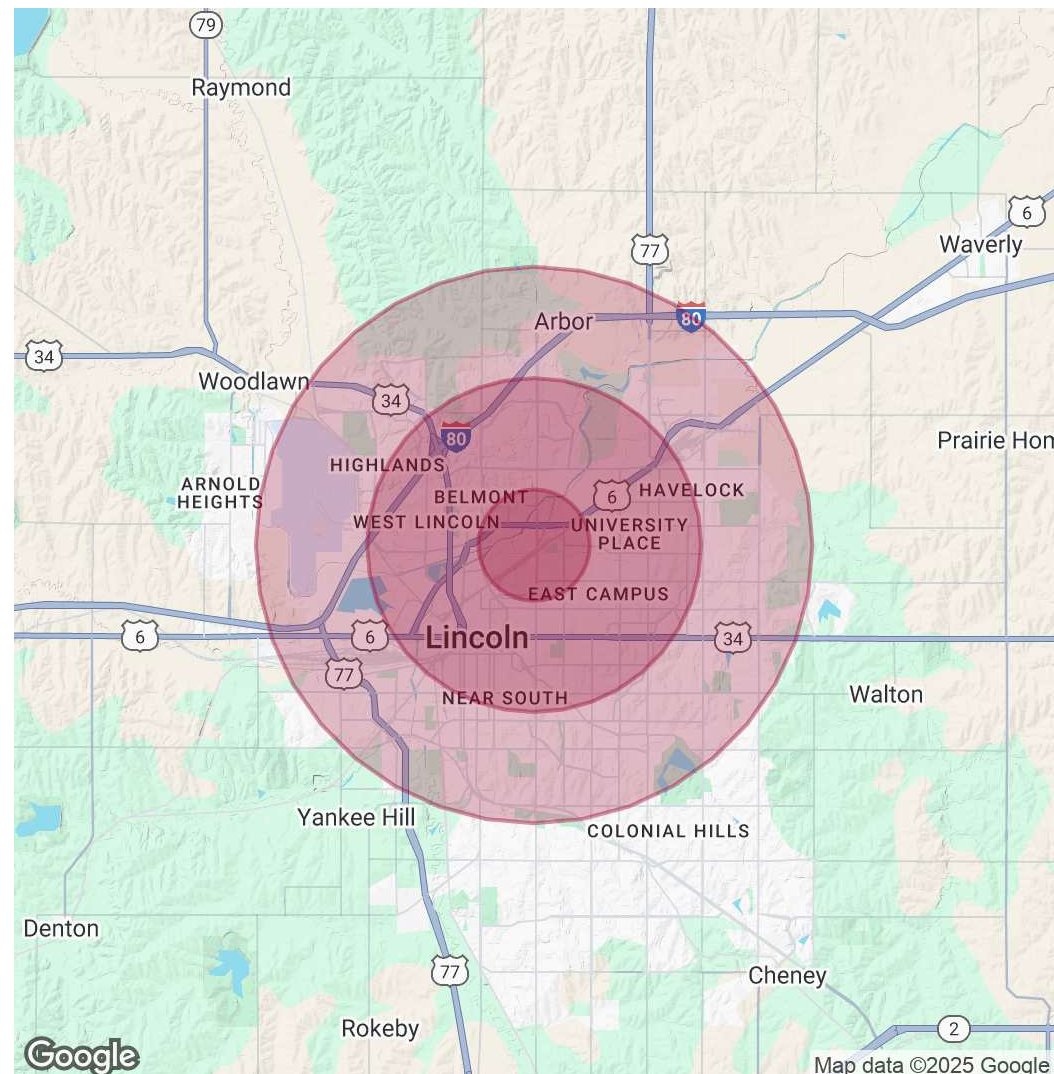 79
Raymond
6
Waverly
77
Arbor
80
34
Woodlawn
34
80
Prairie Hom
HIGHLANDS
ARNOLD
HEIGHTS
BELMONT
6
HAVELOCK
WEST LINCOLN
UNIVERSITY
PLACE
EAST CAMPUS
6
6
Lincoln
34
77
NEAR SOUTH
Walton
Yankee Hill
COLONIAL HILLS
Denton
77
Cheney
Rokeby
2
Google
Map data ©2025 Google